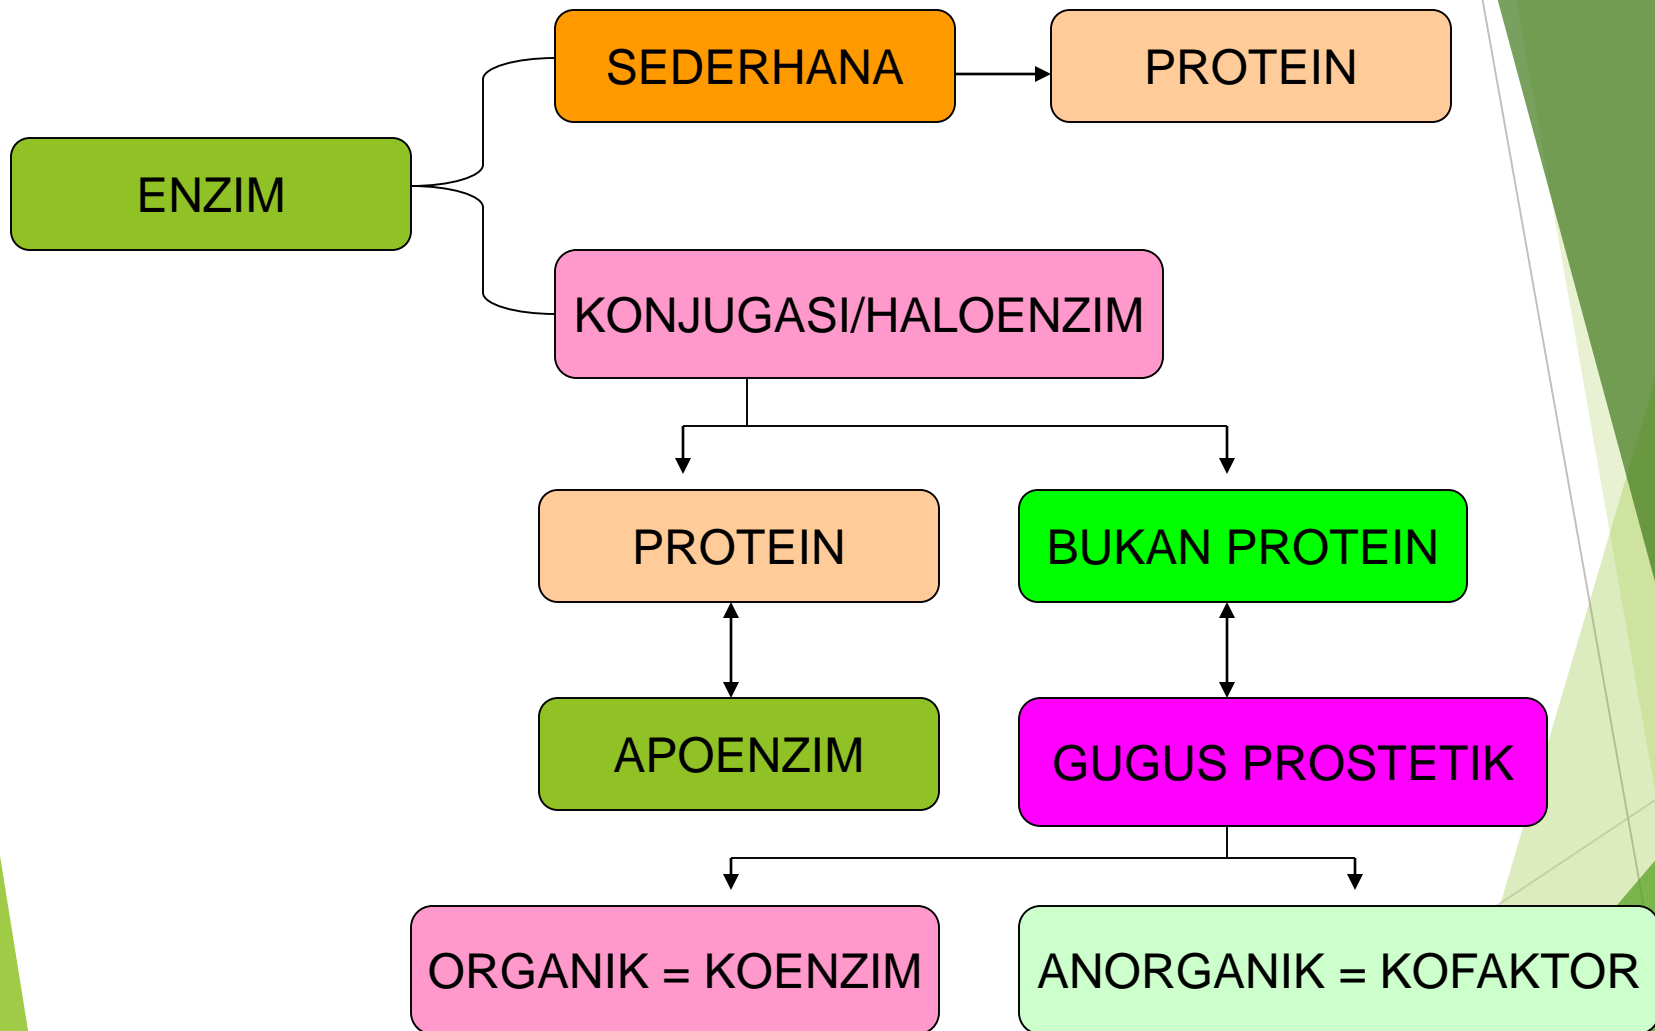 SEDERHANA
PROTEIN
ENZIM
KONJUGASI/HALOENZIM
PROTEIN
BUKAN PROTEIN
APOENZIM
GUGUS PROSTETIK
ORGANIK = KOENZIM
ANORGANIK = KOFAKTOR